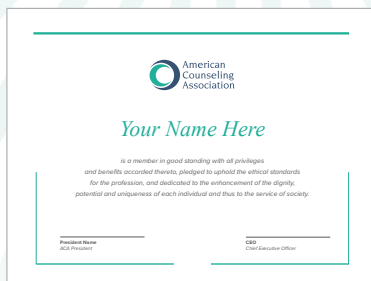 American
Counseling
Association
Your Name Here
is a member in good standing with all privileges
and benefits accorded thereto, pledged to uphold the ethical standards
for the profession, and dedicated to the enhancement of the dignity,
potential and uniqueness of each individual and thus to the service of society.
President Name
ACA President
CEO
Chief Executive Officer